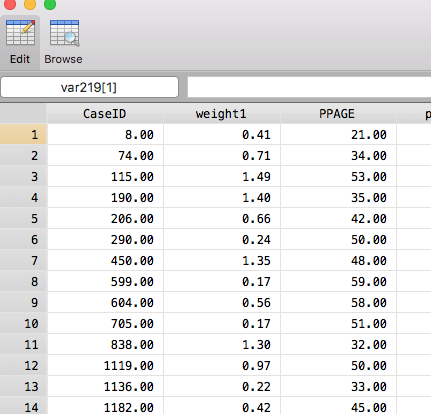 Edit Browse
var219[1]
CaseID weight1 PPAGE
1 8.00 0.41 21.00
2 74.00 0.71 34.00
3 115.00 1.49 53.00
4 190.00 1.40 35.00
5 206.00 0.66 42.00
6 290.00 0.24 50.00
7 450.00 1.35 48.00
8 599.00 0.17 59.00
9 604.00 0.56 58.00
10 705.00 0.17 51.00
11 838.00 1.30 32.00
12 1119.00 0.97 50.00
13 1136.00 0.22 33.00
14 1182.00 0.42 45.00